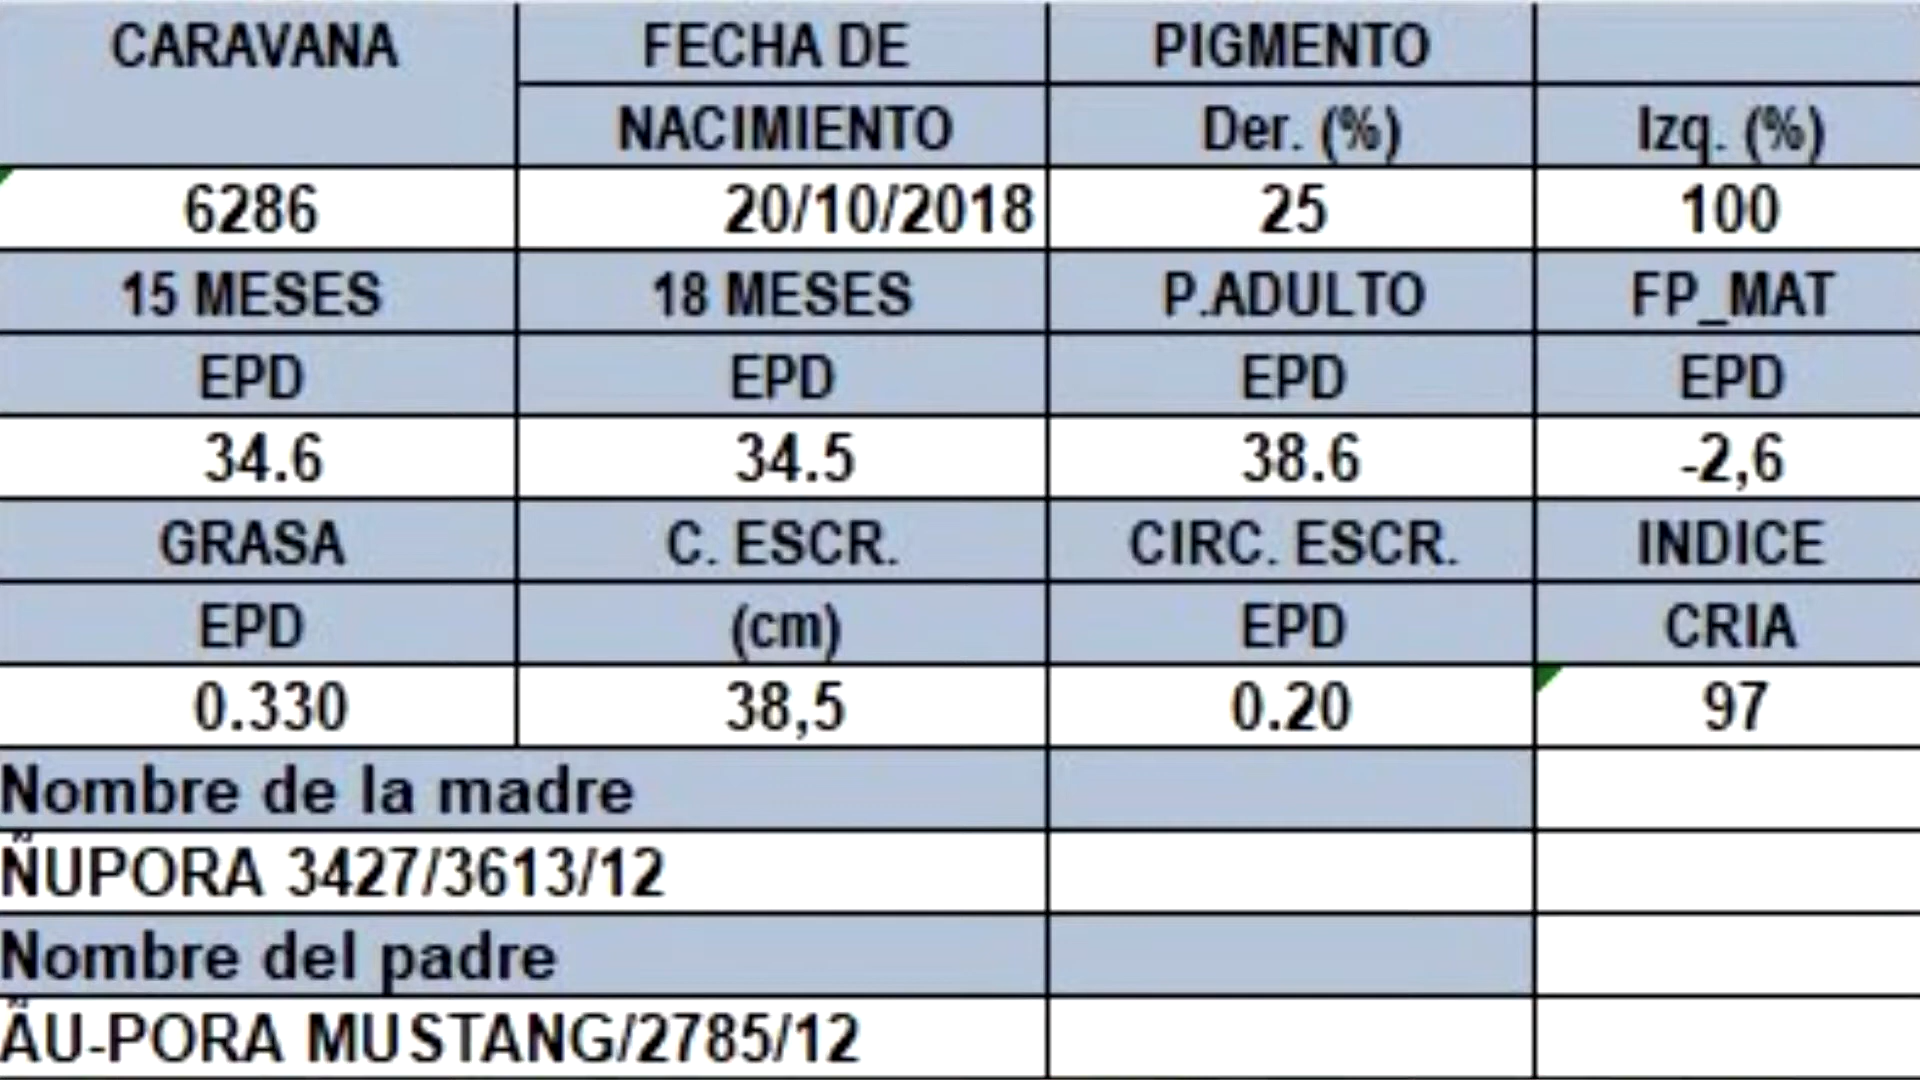 CARAVANA FECHA DE PIGMENTO
NACIMIENTO Der. (%) Izq. (%)
6286 20/10/2018 25 100
15 MESES 18 MESES P.ADULTO FP_MAT
EPD EPD EPD EPD
34.6 34.5 38.6 -2,6
GRASA C. ESCR. CIRC. ESCR. INDICE
EPD (cm) EPD CRIA
0.330 38,5 0.20 97
Nombre de la madre
ÑUPORA 3427/3613/12
Nombre del padre
ÃU-PORA MUSTANG/2785/12